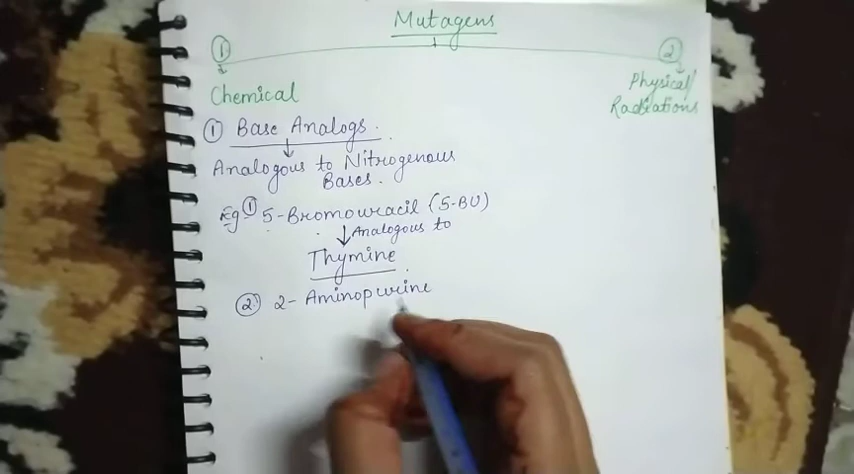 Mutagens
① ②
Chemical
Physical/
Radiations
① Base Analogs.
Analogous to Nitrogenous
Bases.
Eg ① 5-Bromouracil (5-BU)
Analogous to
Thymine
② 2-Aminopurine